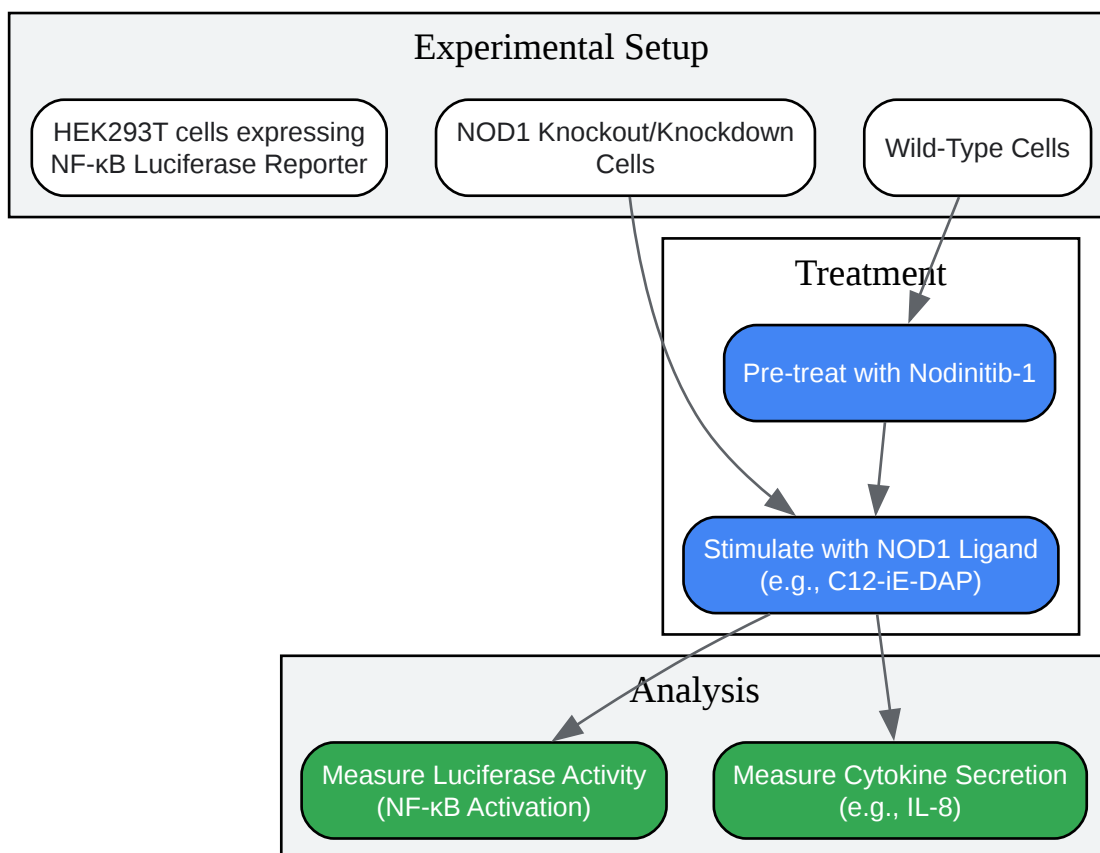 Experimental Setup
HEK293T cells expressing
NF-κB Luciferase Reporter
NOD1 Knockout/Knockdown
Cells
Wild-Type Cells
Treatment
Pre-treat with Nodinitib-1
Stimulate with NOD1 Ligand
(e.g., C12-iE-DAP)
Analysis
Measure Luciferase Activity
(NF-κB Activation)
Measure Cytokine Secretion
(e.g., IL-8)